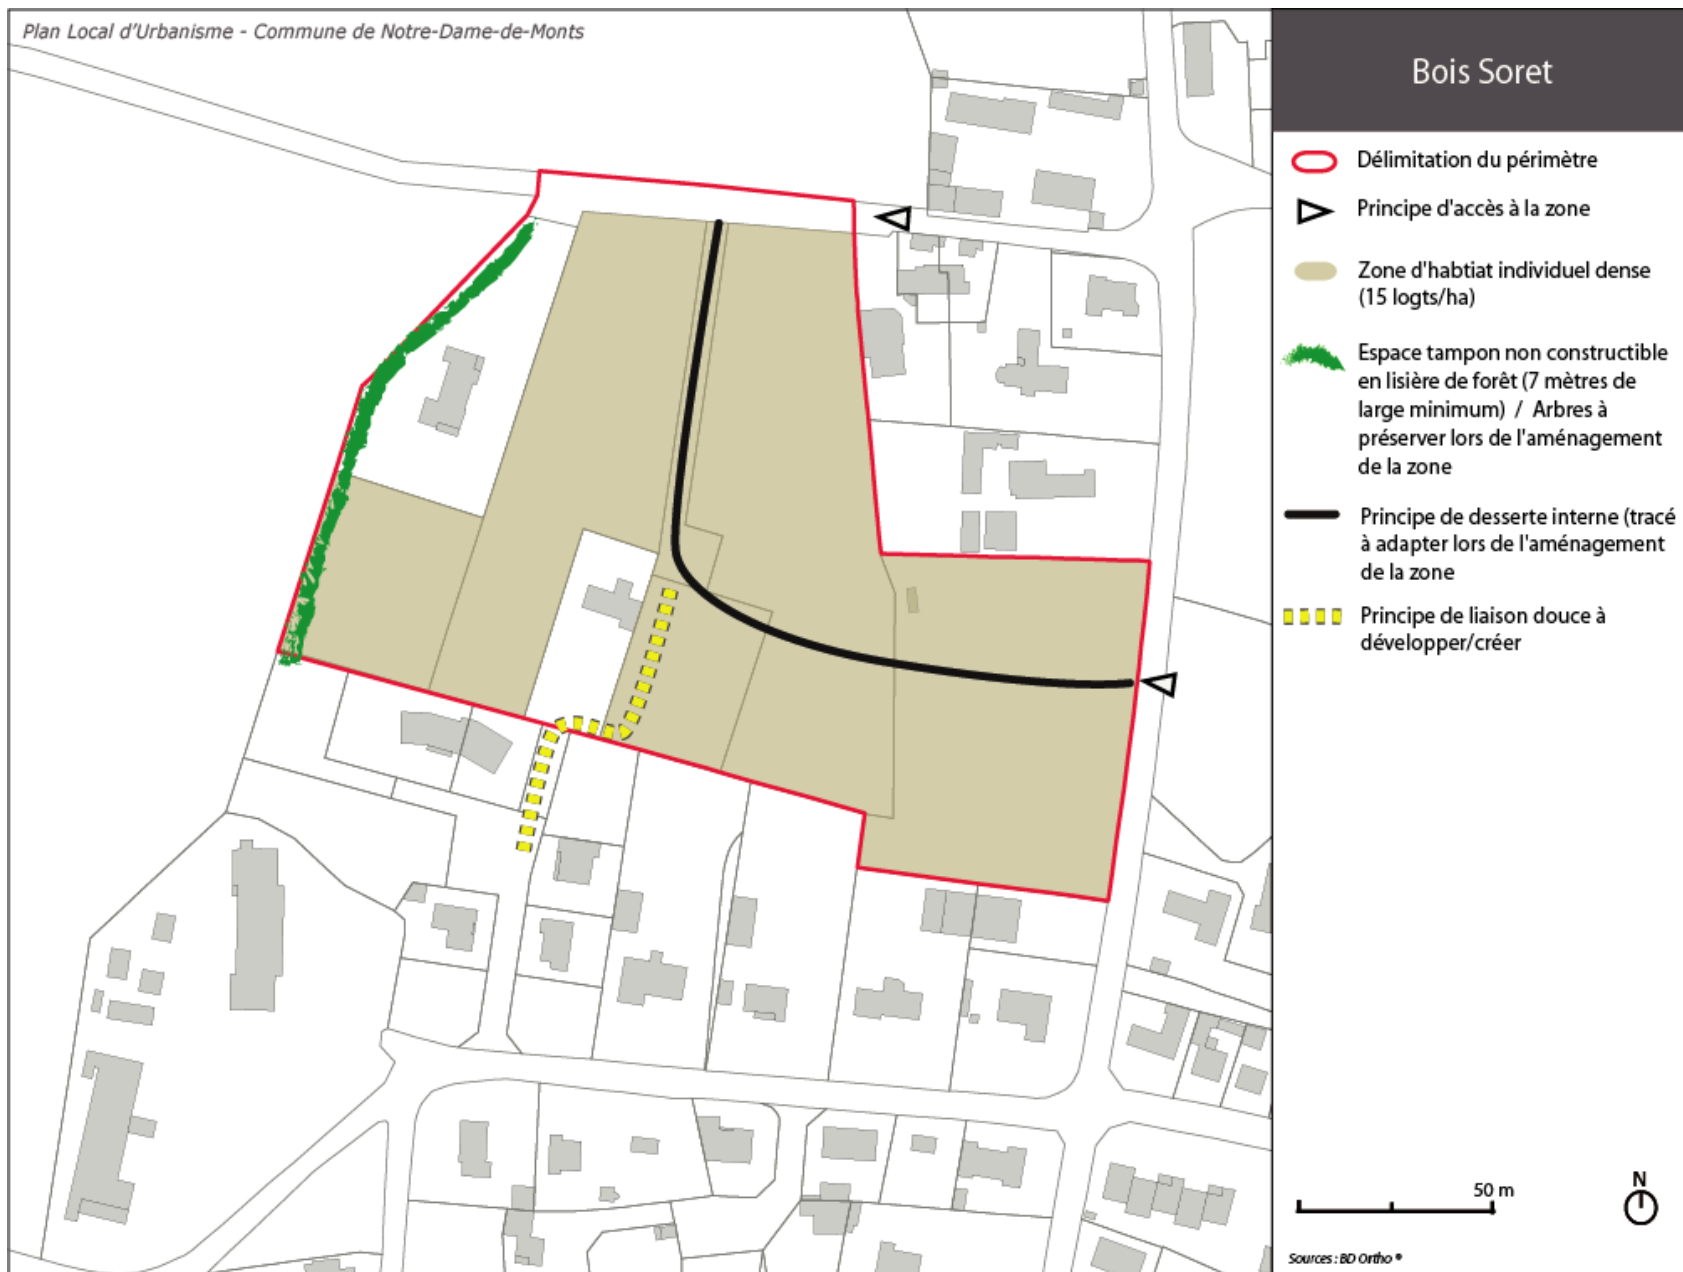 Plan Local d'Urbanisme - Commune de Notre-Dame-de-Monts
Bois Soret
Délimitation du périmètre
Principe d'accès à la zone
Zone d'habtiat individuel dense
(15 logts/ha)
Espace tampon non constructible
en lisière de forêt (7 mètres de
large minimum) / Arbres à
préserver lors de l'aménagement
de la zone
Principe de desserte interne (tracé
à adapter lors de l'aménagement
de la zone
Principe de liaison douce à
développer/créer
50 m
N
Sources : BD Ortho ®